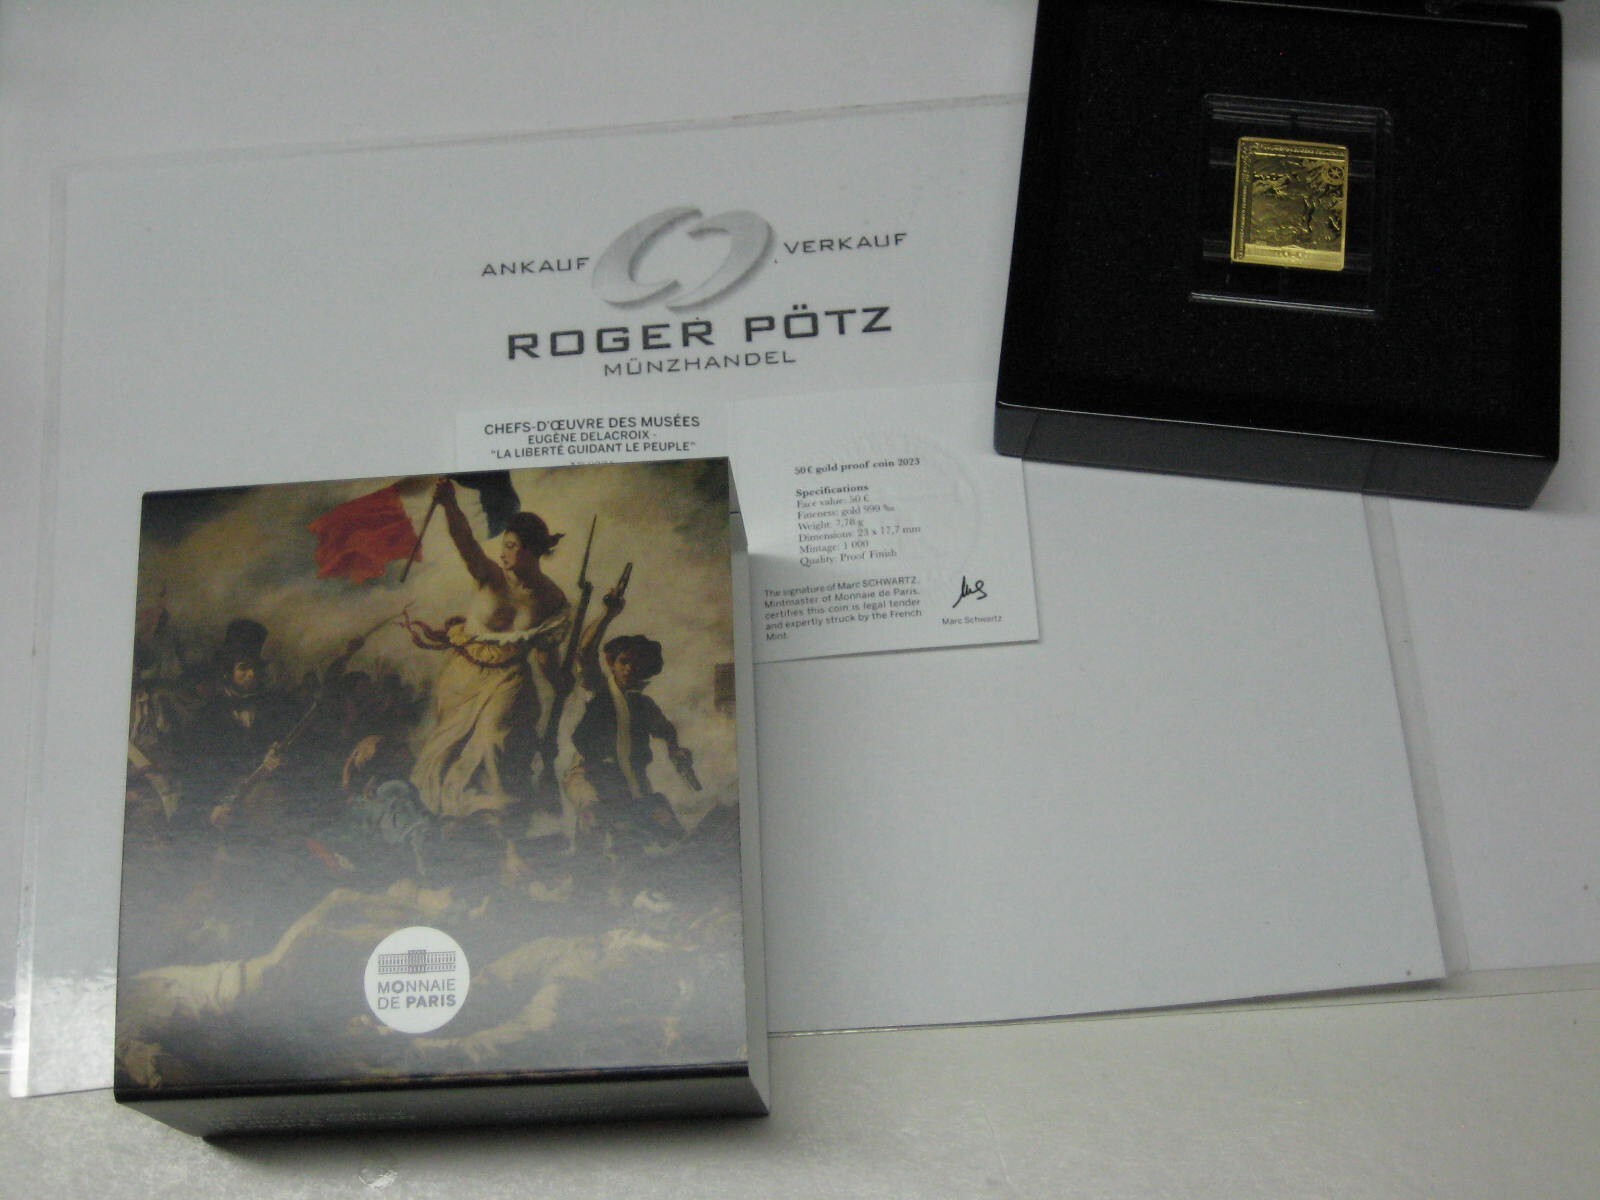 ANKAUF VERKAUF
ROGER PÖTZ
MÜNZHANDEL
CHEFS-D'ŒUVRE DES MUSÉES
EUGÈNE DELACROIX -
"LA LIBERTÉ GUIDANT LE PEUPLE"
50 € gold proof coin 2023
Specifications
Face value: 50 €
Fineness: gold 999 ‰
Weight: 7,78 g
Dimensions: 23 x 17,7 mm
Mintage: 1 000
Quality: Proof Finish
The signature of Marc SCHWARTZ,
Mintmaster of Monnaie de Paris,
certifies this coin is legal tender
and expertly struck by the French
Mint.
Marc Schwartz
MONNAIE
DE PARIS